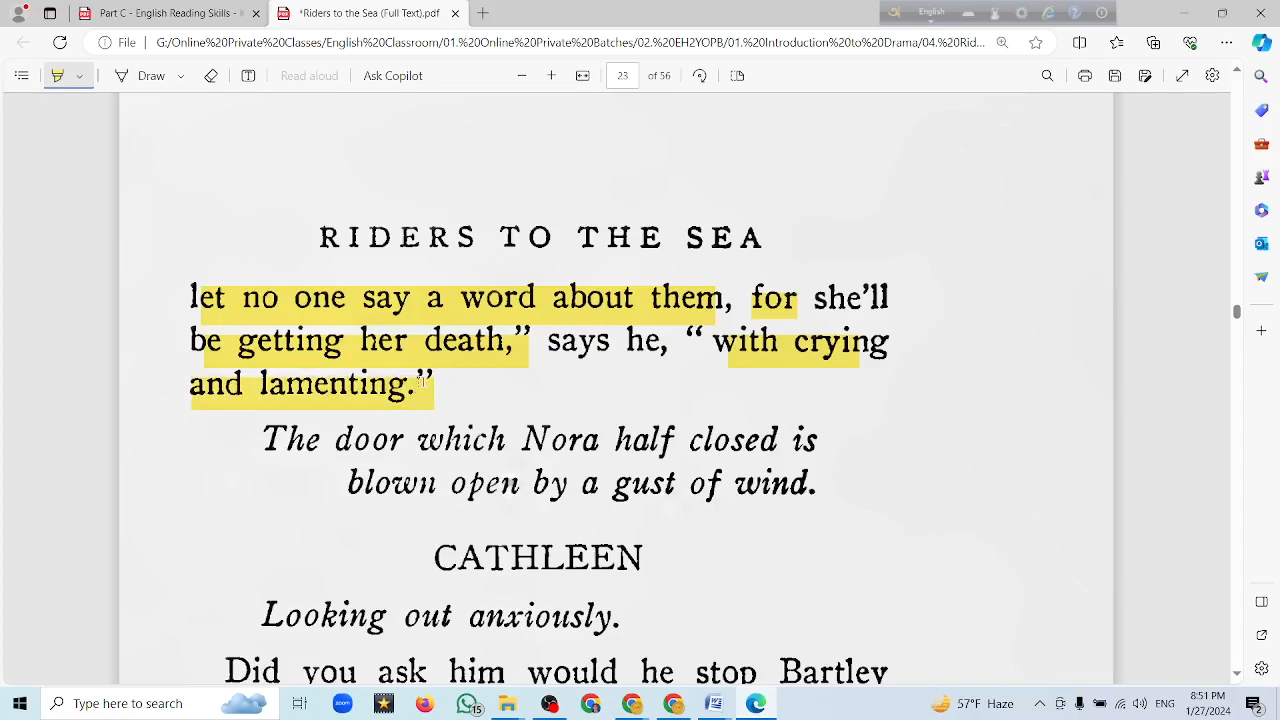 Part C - English Reading Skills -
*Riders to the Sea (Full Text).pdf
English
File
G:/Online%20Private%20Classes/English%20Classroom/01.%20Online%20Private%20Batches/02.%20EH2YOPB/01.%20Introduction%20to%20Drama/04.%20Rid...
Draw
Read aloud
Ask Copilot
23
of 56
RIDERS TO THE SEA
let no one say a word about them, for she'll
be getting her death,” says he, “ with crying
and lamenting.”
The door which Nora half closed is
blown open by a gust of wind.
CATHLEEN
Looking out anxiously.
Did you ask him would he stop Bartley
Type here to search
zoom
15
57°F Haze
ENG
8:51 PM
1/27/2024
2